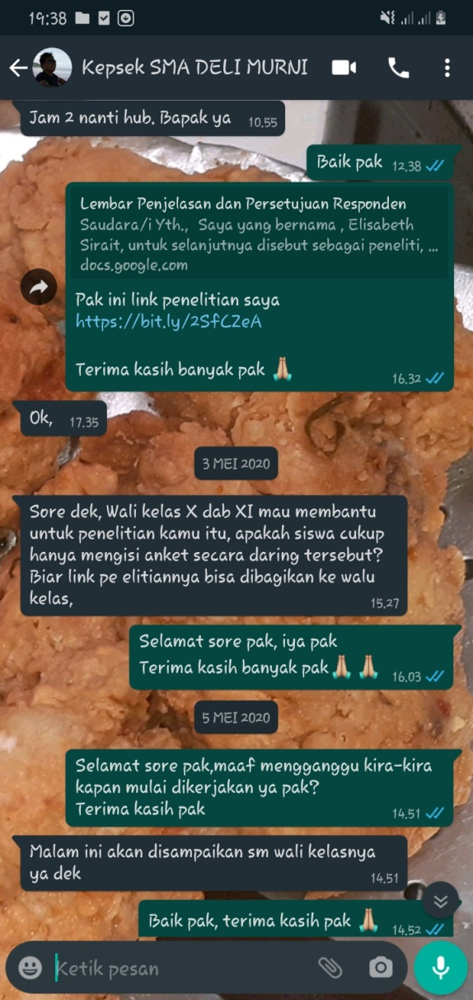 19:38
Kepsek SMA DELI MURNI
Jam 2 nanti hub. Bapak ya 10.55
Baik pak 12.38
Lembar Penjelasan dan Persetujuan Responden
Saudara/i Yth., Saya yang bernama , Elisabeth
Sirait, untuk selanjutnya disebut sebagai peneliti, ...
docs.google.com
Pak ini link penelitian saya
https://bit.ly/2SfCZeA
Terima kasih banyak pak 🙏🏻
16.32
Ok, 17.35
3 MEI 2020
Sore dek, Wali kelas X dab XI mau membantu
untuk penelitian kamu itu, apakah siswa cukup
hanya mengisi anket secara daring tersebut?
Biar link pe elitiannya bisa dibagikan ke walu
kelas,
15.27
Selamat sore pak, iya pak
Terima kasih banyak pak 🙏🏻 🙏🏻 16.03
5 MEI 2020
Selamat sore pak,maaf mengganggu kira-kira
kapan mulai dikerjakan ya pak?
Terima kasih pak
14.51
Malam ini akan disampaikan sm wali kelasnya
ya dek
14.51
Baik pak, terima kasih pak 🙏🏻 14.52
Ketik pesan